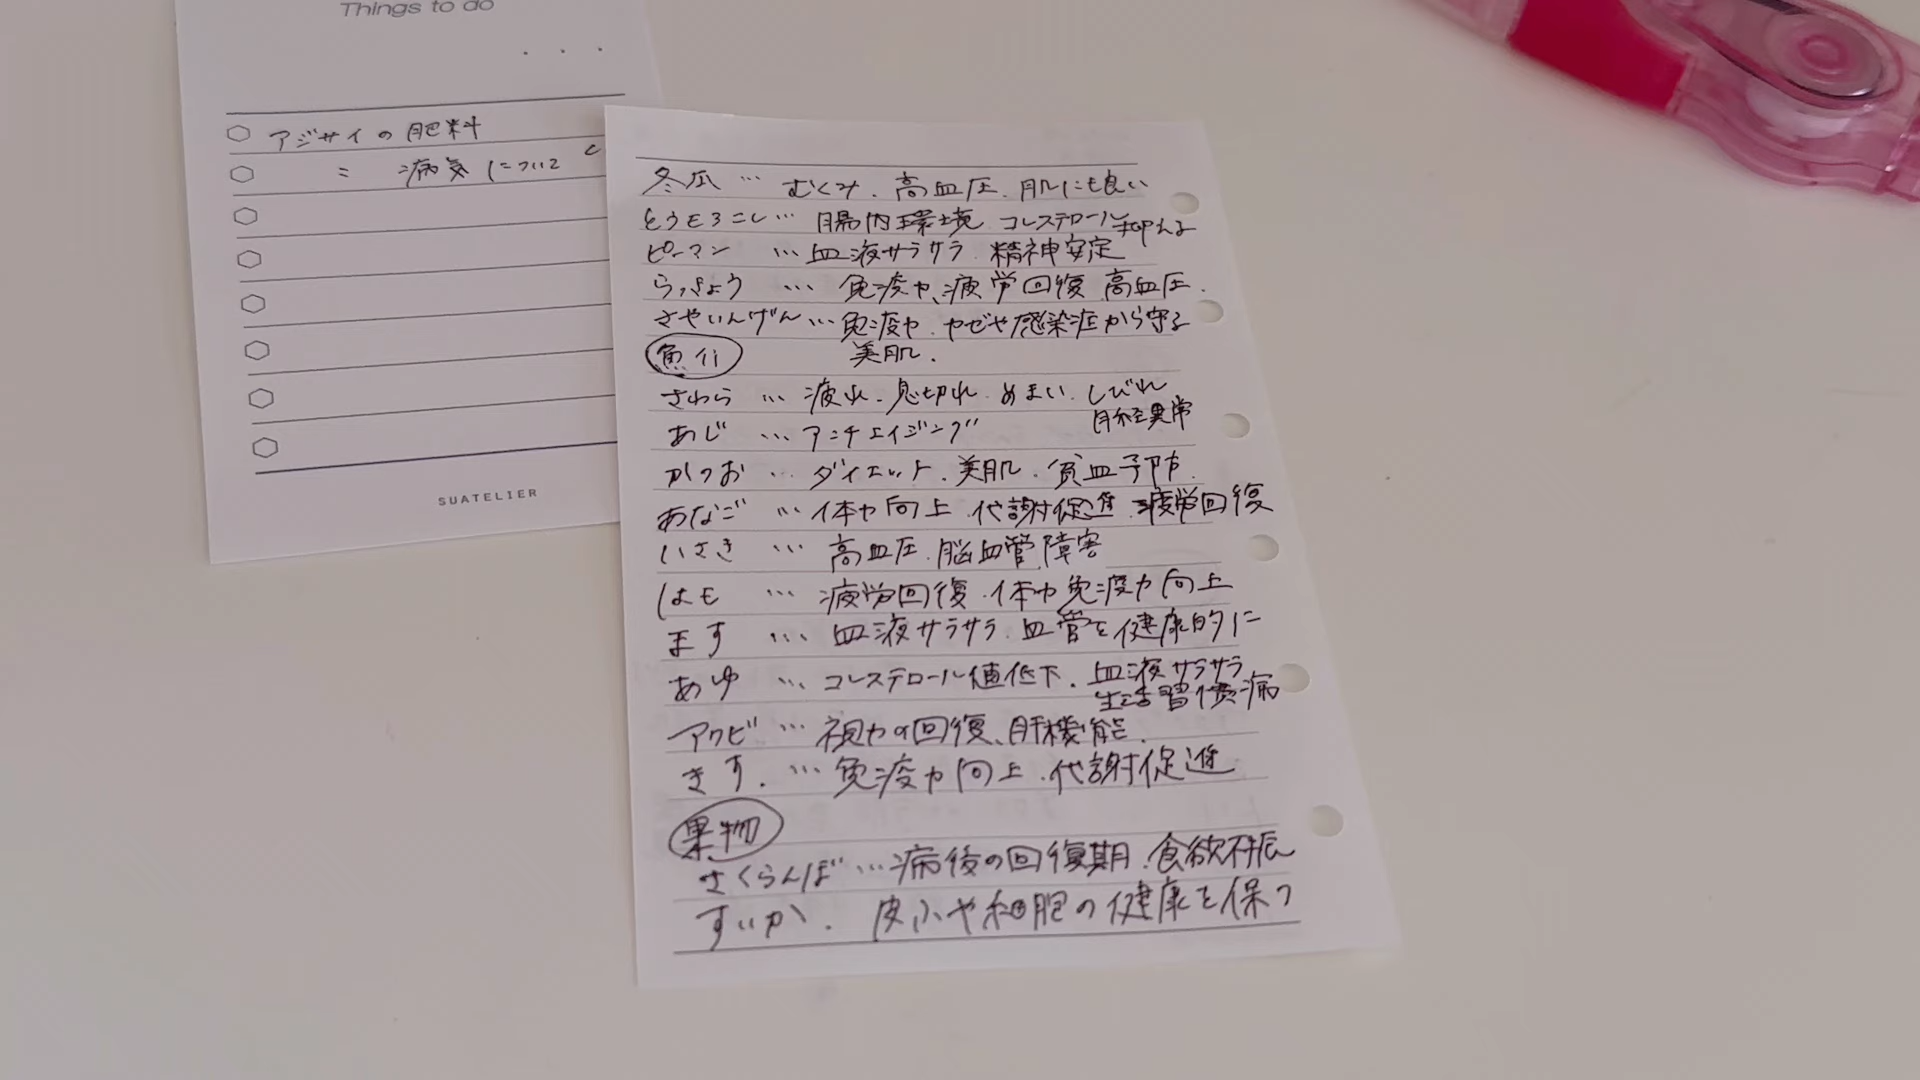 Things to do
アジサイの肥料
〃 病気について
SUATELIER
冬瓜 … むくみ、高血圧、肌にも良い
とうもろこし… 腸内環境 コレステロール抑える
ピーマン … 血液サラサラ 精神安定
らっきょう … 免疫力、疲労回復 高血圧.
さやいんげん… 免疫力. カゼや感染症から守る
美肌.
魚介
さわら … 疲れ. 息切れ. めまい. しびれ
月経異常
あじ … アンチエイジング
かつお … ダイエット. 美肌. 貧血予防.
あなご … 体力向上. 代謝促進 疲労回復
いさき … 高血圧. 脳血管障害
はも … 疲労回復. 体力免疫力向上
ます … 血液サラサラ. 血管を健康的に
あゆ … コレステロール値低下. 血液サラサラ
生活習慣病
アワビ … 視力の回復、肝機能.
きす. … 免疫力向上. 代謝促進
果物
さくらんぼ …病後の回復期. 食欲不振
すいか. 皮ふや細胞の健康を保つ